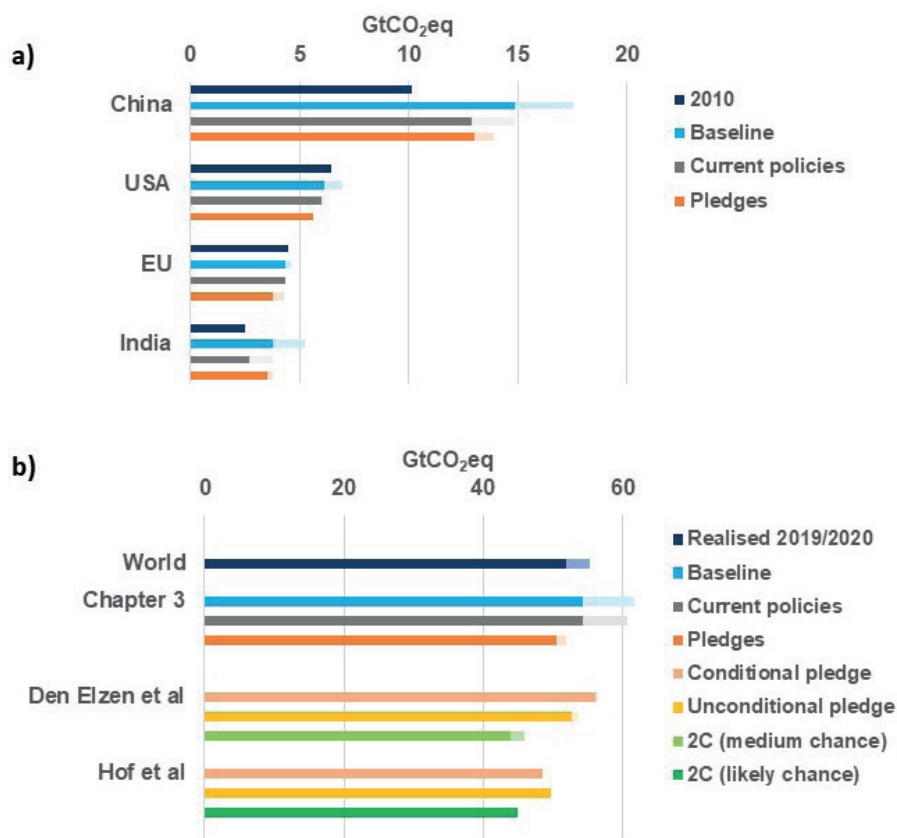 a)
GtCO₂eq
0 5 10 15 20
China
USA
EU
India
2010
Baseline
Current policies
Pledges
b)
GtCO₂eq
0 20 40 60
World
Chapter 3
Den Elzen et al
Hof et al
Realised 2019/2020
Baseline
Current policies
Pledges
Conditional pledge
Unconditional pledge
2C (medium chance)
2C (likely chance)